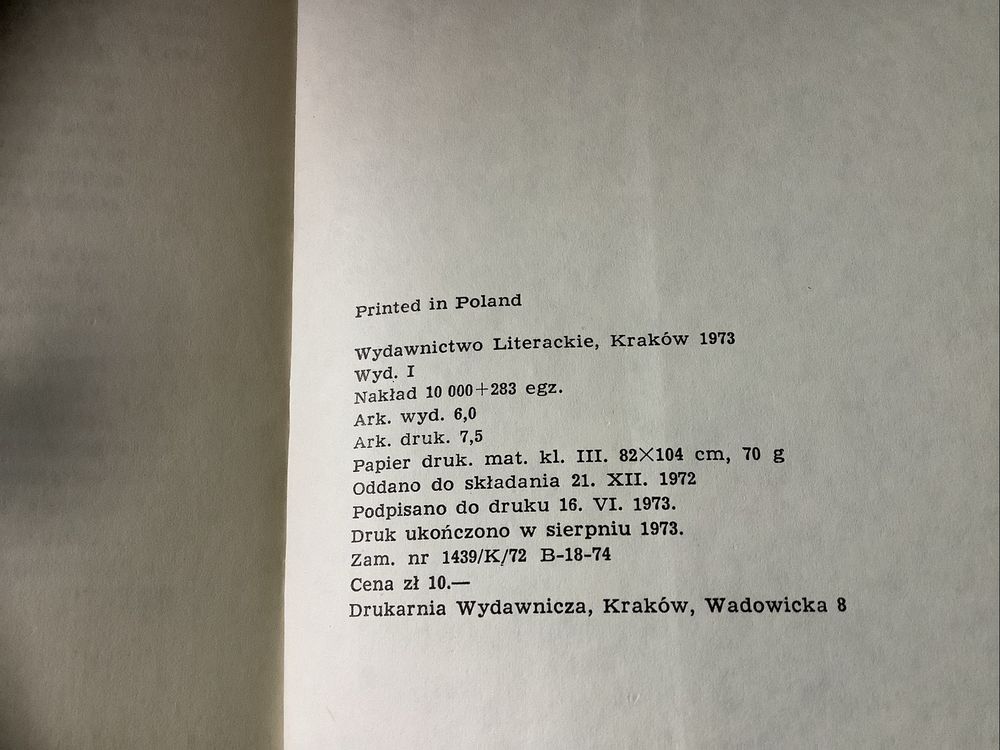 Printed in Poland
Wydawnictwo Literackie, Kraków 1973
Wyd. I
Nakład 10 000+283 egz.
Ark. wyd. 6,0
Ark. druk. 7,5
Papier druk. mat. kl. III. 82×104 cm, 70 g
Oddano do składania 21. XII. 1972
Podpisano do druku 16. VI. 1973.
Druk ukończono w sierpniu 1973.
Zam. nr 1439/K/72 B-18-74
Cena zł 10.—
Drukarnia Wydawnicza, Kraków, Wadowicka 8